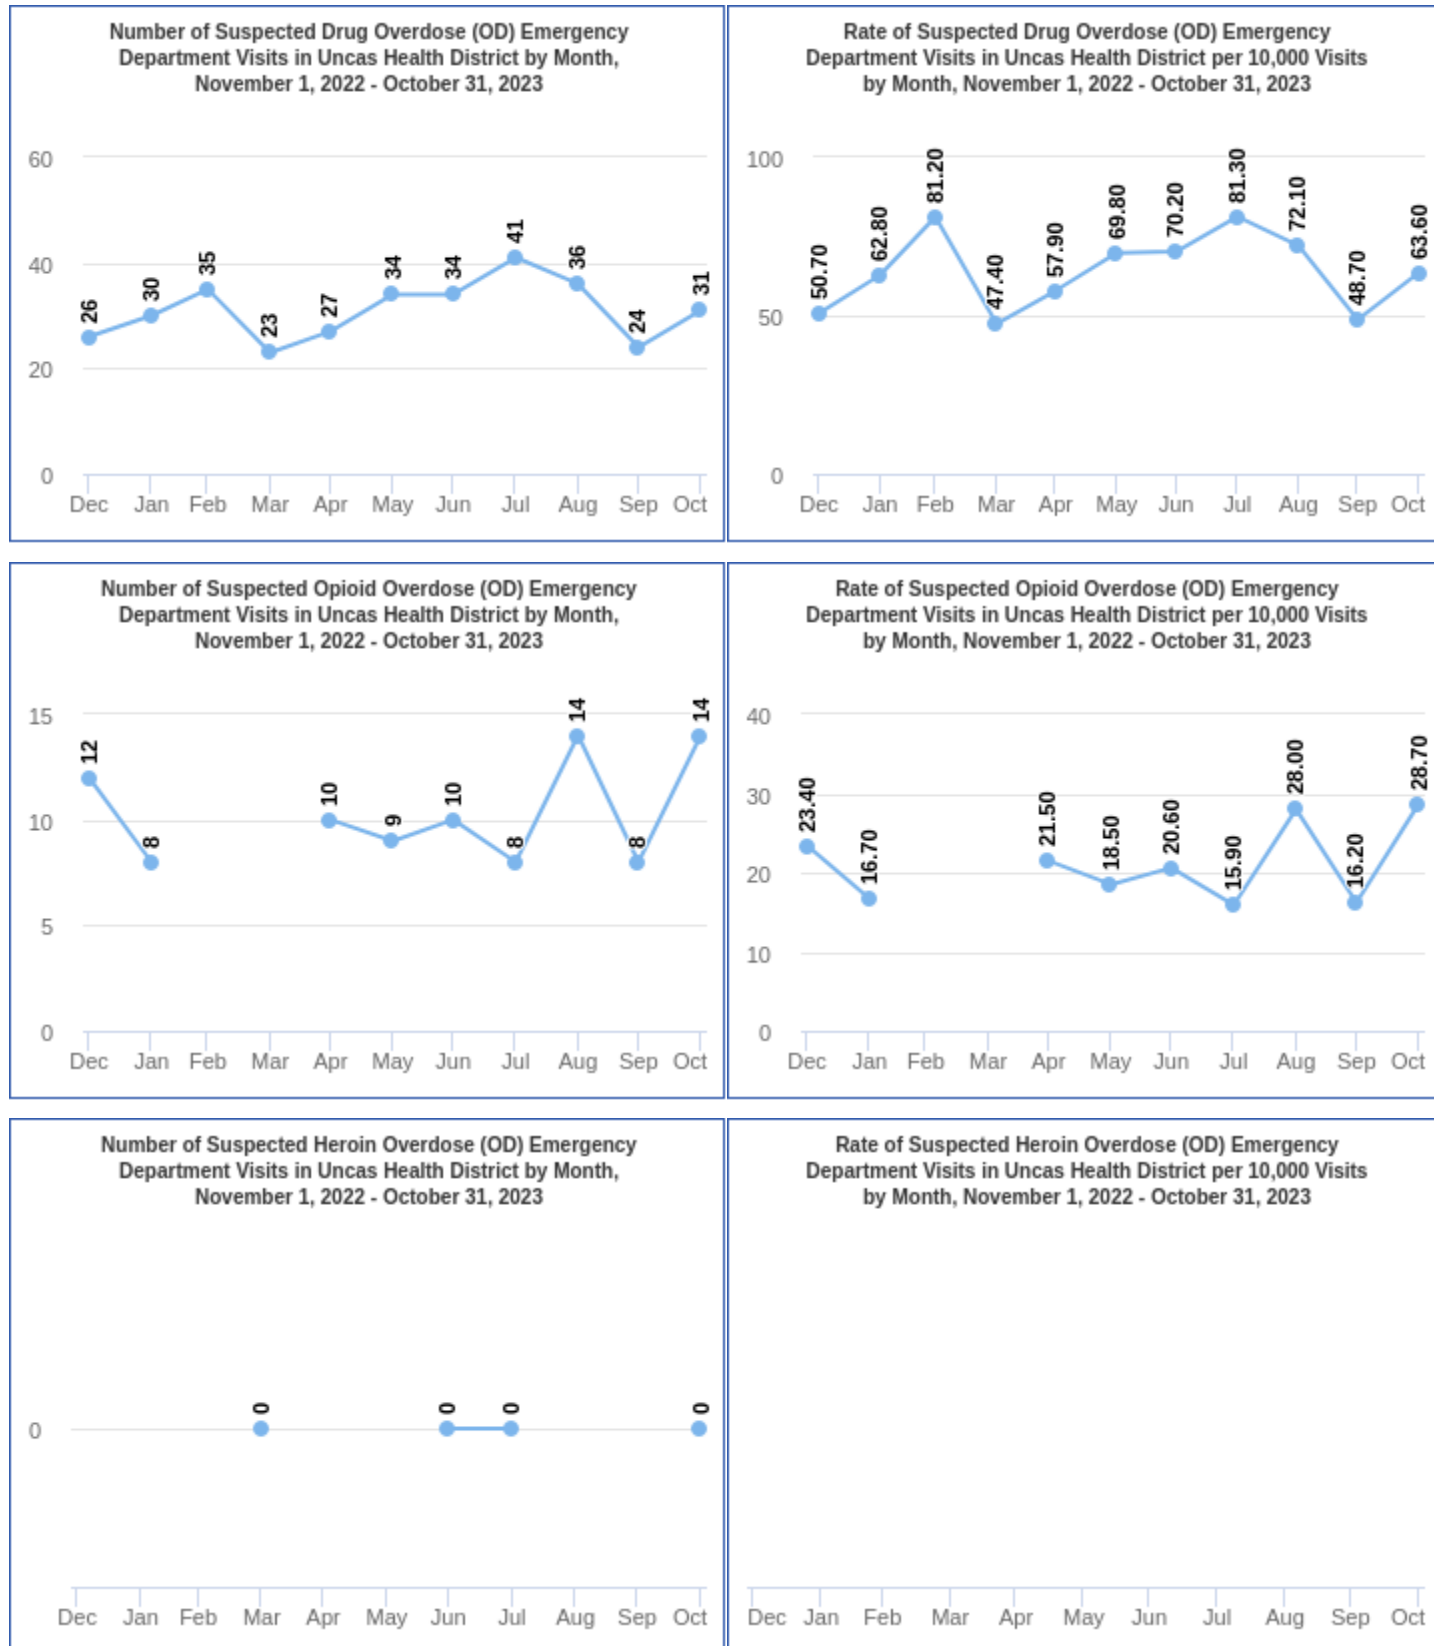 Number of Suspected Drug Overdose (OD) Emergency
Department Visits in Uncas Health District by Month,
November 1, 2022 - October 31, 2023
60
40
20
0
26
30
35
23
27
34
34
41
36
24
31
Dec Jan Feb Mar Apr May Jun Jul Aug Sep Oct
Rate of Suspected Drug Overdose (OD) Emergency
Department Visits in Uncas Health District per 10,000 Visits
by Month, November 1, 2022 - October 31, 2023
100
50
0
50.70
62.80
81.20
47.40
57.90
69.80
70.20
81.30
72.10
48.70
63.60
Dec Jan Feb Mar Apr May Jun Jul Aug Sep Oct
Number of Suspected Opioid Overdose (OD) Emergency
Department Visits in Uncas Health District by Month,
November 1, 2022 - October 31, 2023
15
10
5
0
12
8
10
9
10
8
14
8
14
Dec Jan Feb Mar Apr May Jun Jul Aug Sep Oct
Rate of Suspected Opioid Overdose (OD) Emergency
Department Visits in Uncas Health District per 10,000 Visits
by Month, November 1, 2022 - October 31, 2023
40
30
20
10
0
23.40
16.70
21.50
18.50
20.60
15.90
28.00
16.20
28.70
Dec Jan Feb Mar Apr May Jun Jul Aug Sep Oct
Number of Suspected Heroin Overdose (OD) Emergency
Department Visits in Uncas Health District by Month,
November 1, 2022 - October 31, 2023
0
0
0
0
0
Dec Jan Feb Mar Apr May Jun Jul Aug Sep Oct
Rate of Suspected Heroin Overdose (OD) Emergency
Department Visits in Uncas Health District per 10,000 Visits
by Month, November 1, 2022 - October 31, 2023
Dec Jan Feb Mar Apr May Jun Jul Aug Sep Oct